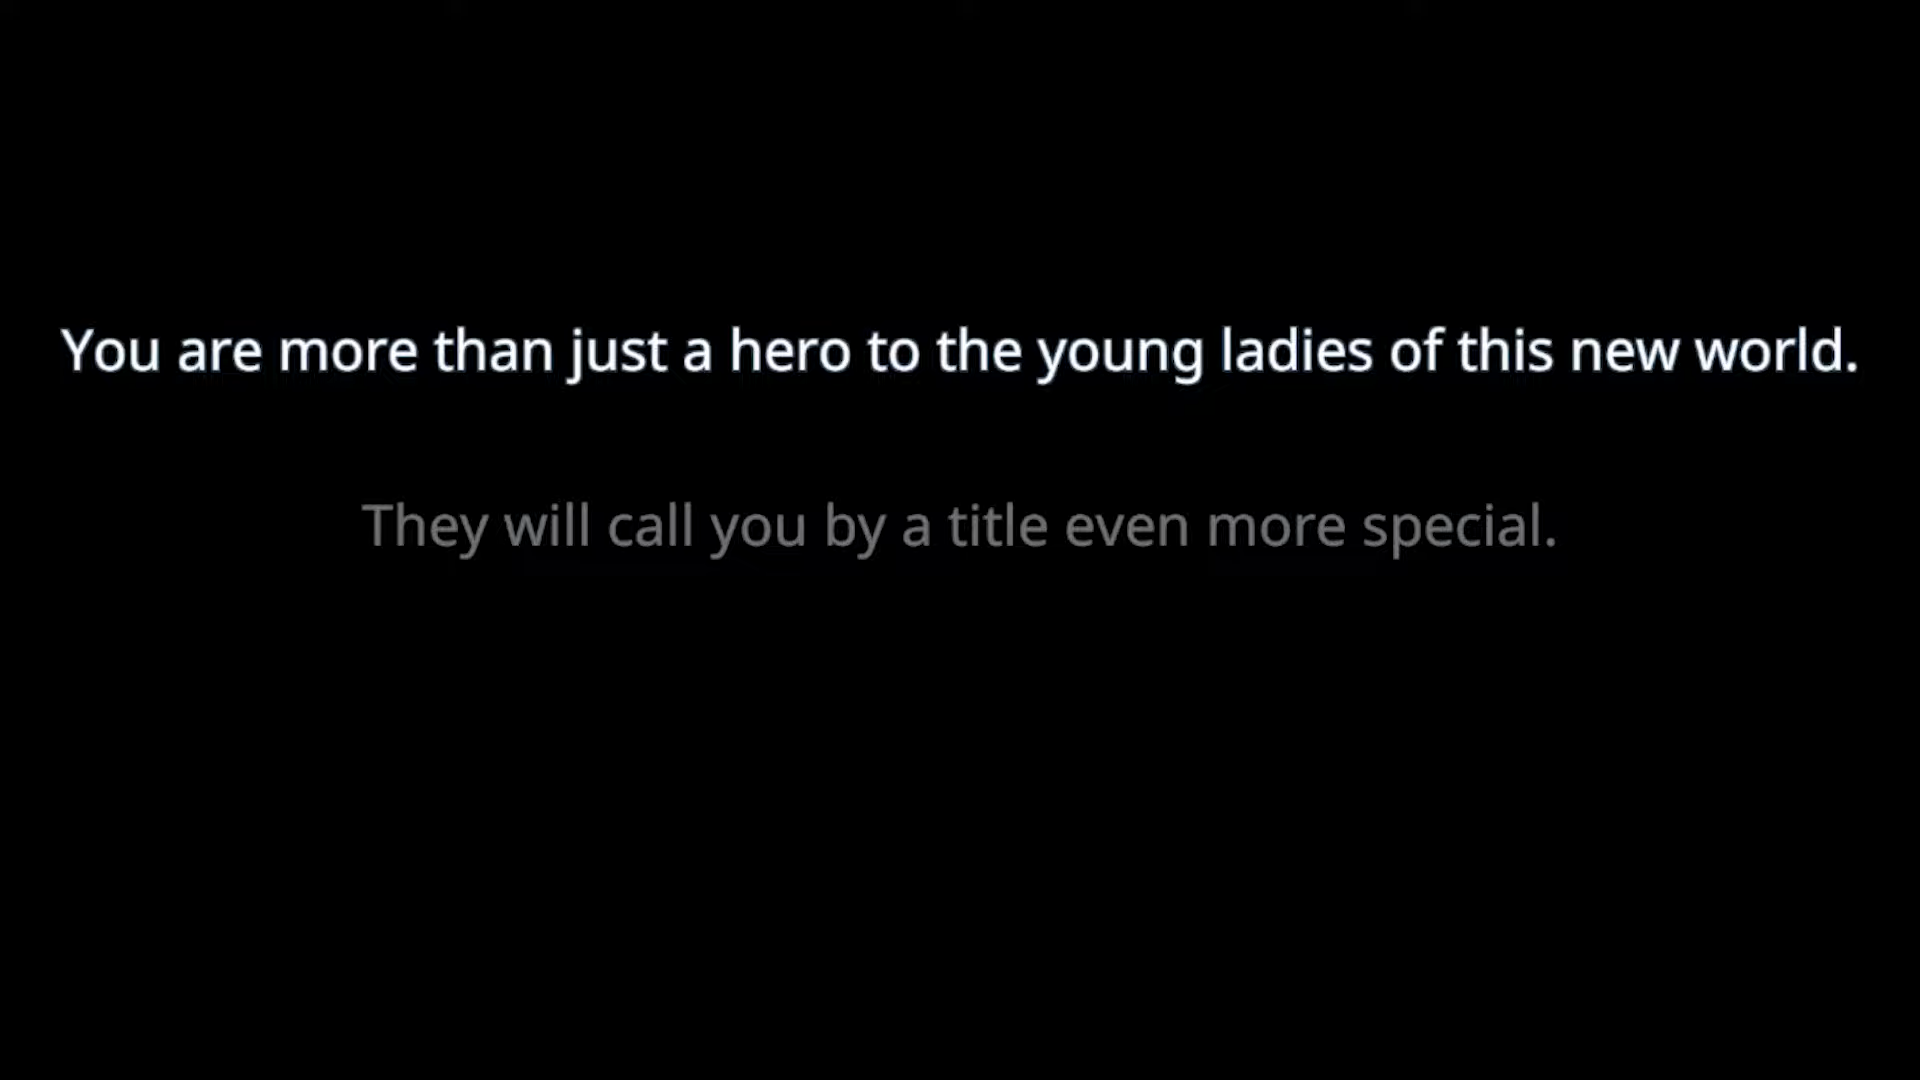 You are more than just a hero to the young ladies of this new world.
They will call you by a title even more special.